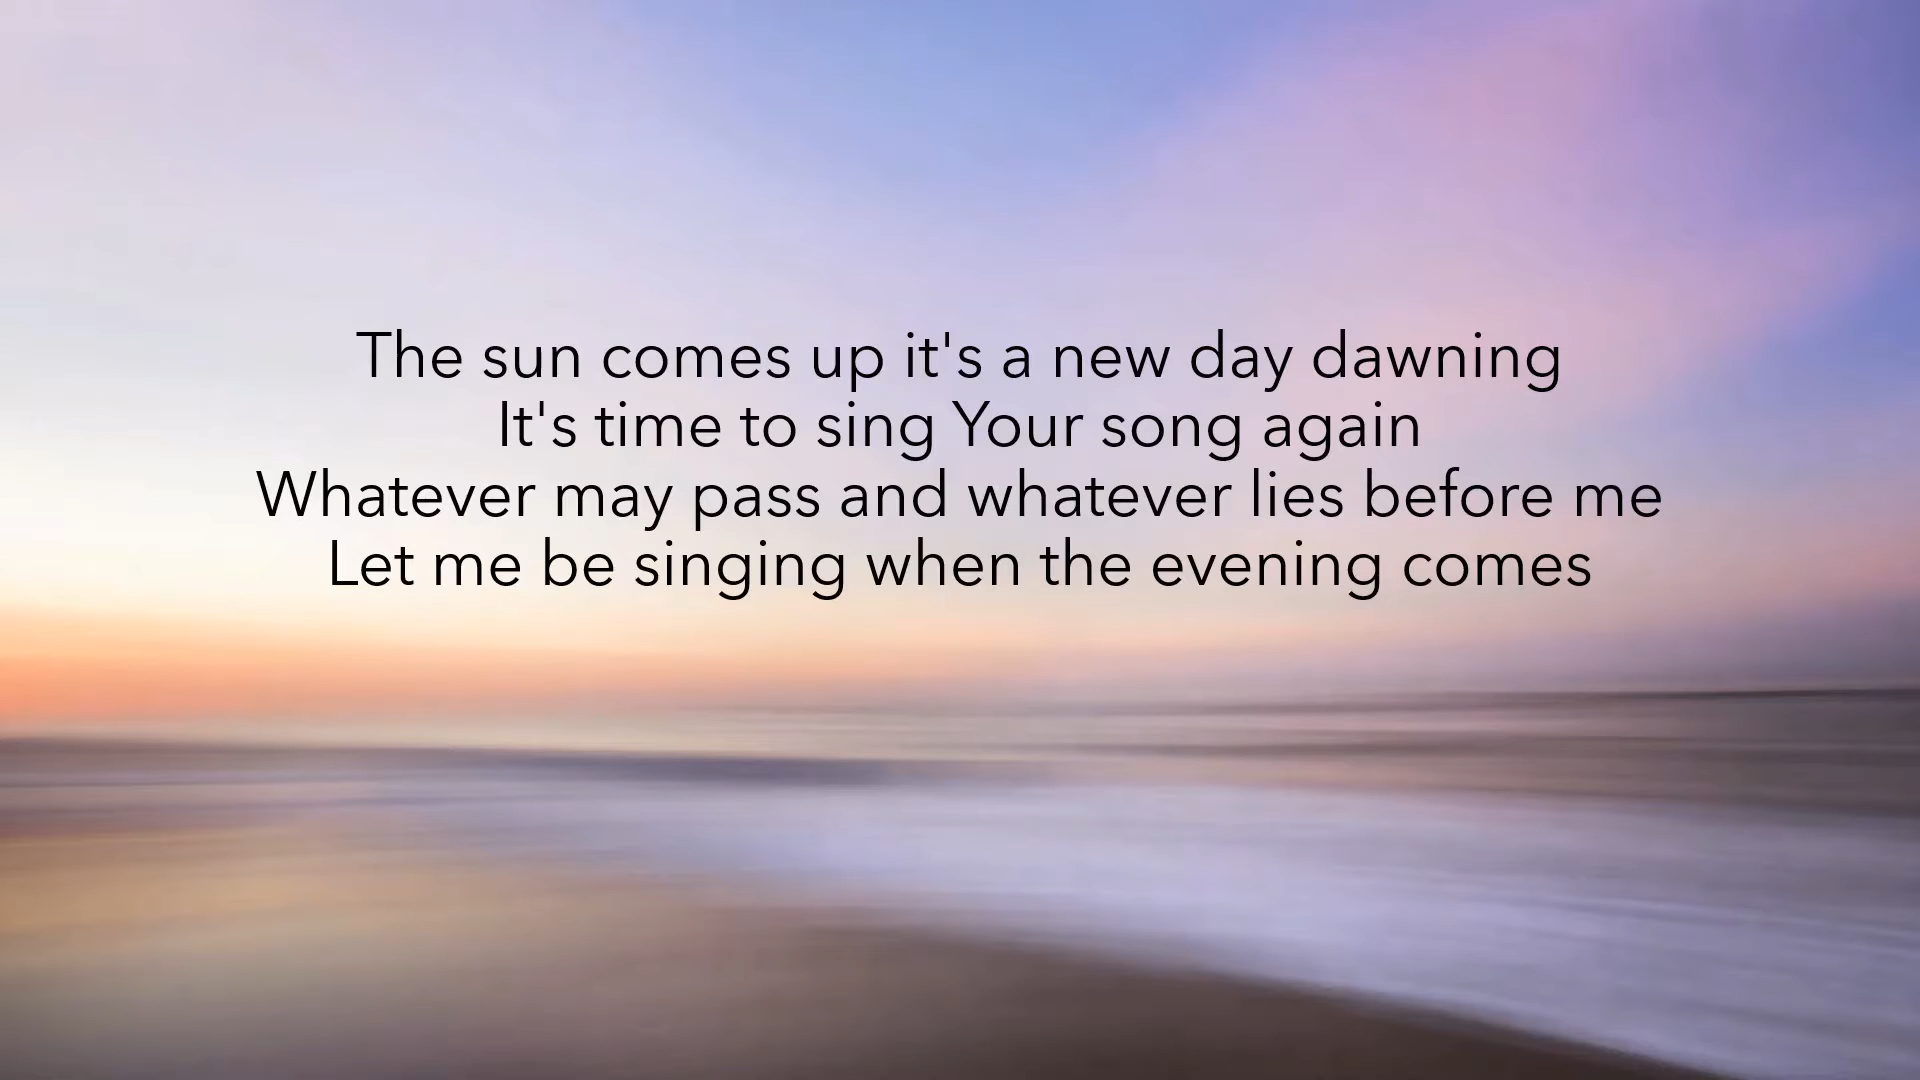 The sun comes up it's a new day dawning
It's time to sing Your song again
Whatever may pass and whatever lies before me
Let me be singing when the evening comes